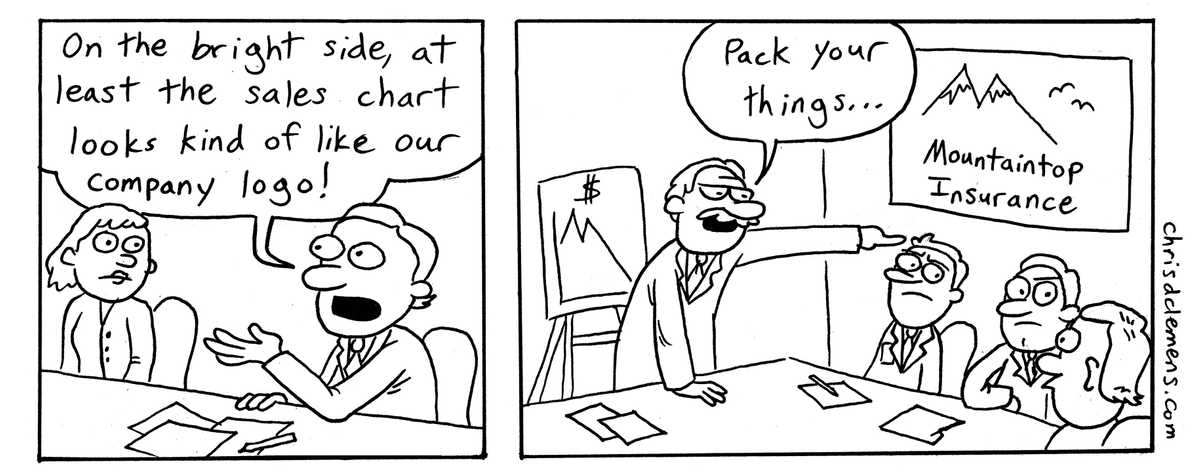 On the bright side, at
least the sales chart
looks kind of like our
company logo!
Pack your
things...
$
Mountaintop
Insurance
chrisdclemens.com